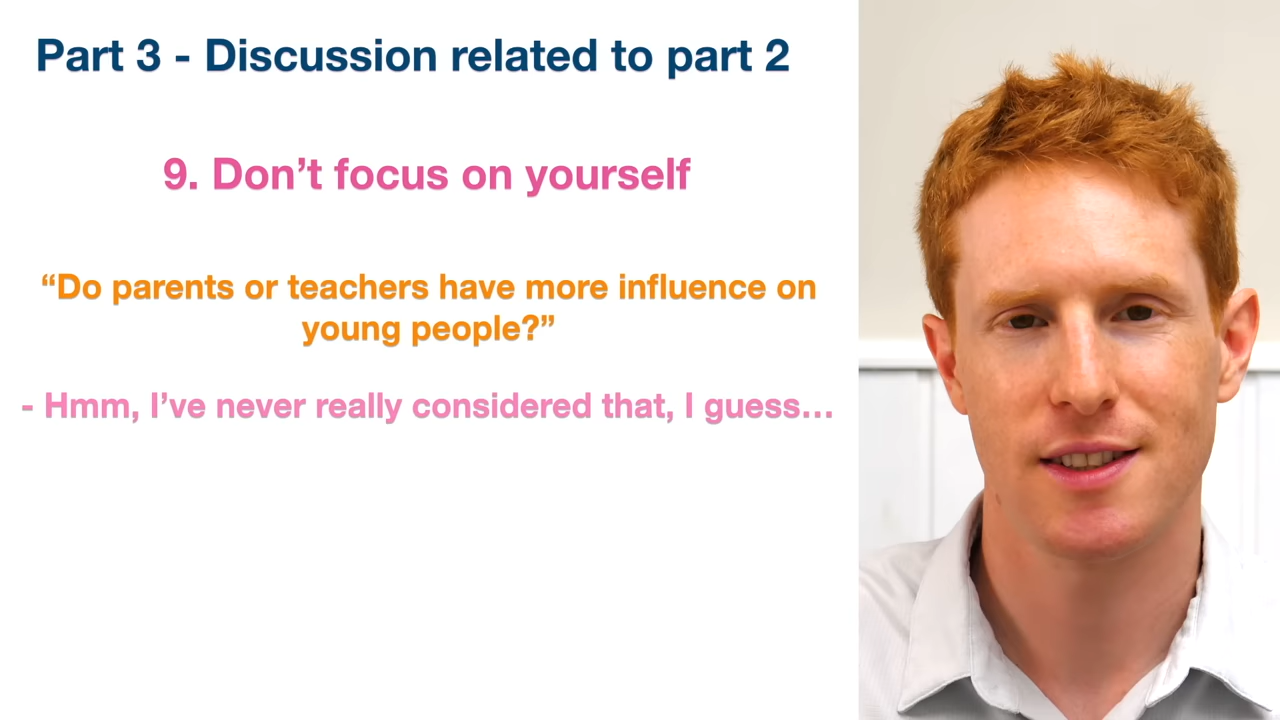 Part 3 - Discussion related to part 2
9. Don’t focus on yourself
“Do parents or teachers have more influence on
young people?”
- Hmm, I’ve never really considered that, I guess…